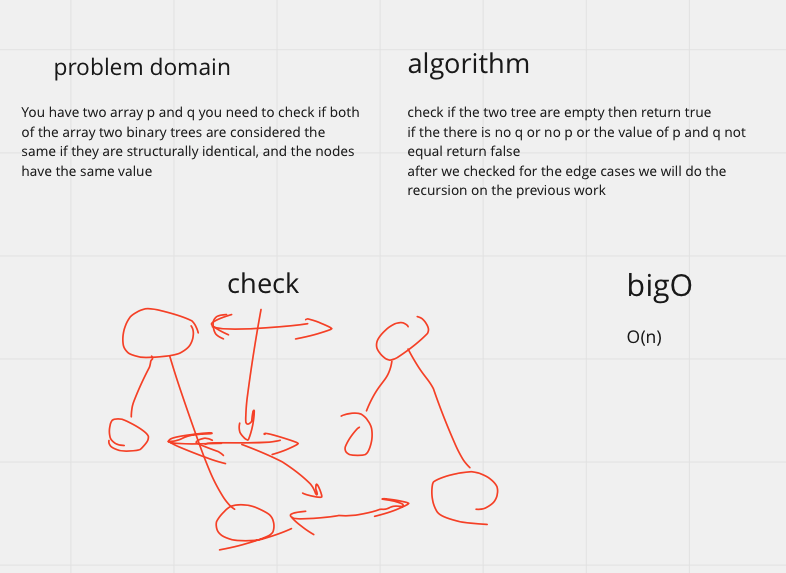 problem domain
You have two array p and q you need to check if both
of the array two binary trees are considered the
same if they are structurally identical, and the nodes
have the same value
algorithm
check if the two tree are empty then return true
if the there is no q or no p or the value of p and q not
equal return false
after we checked for the edge cases we will do the
recursion on the previous work
check
bigO
O(n)